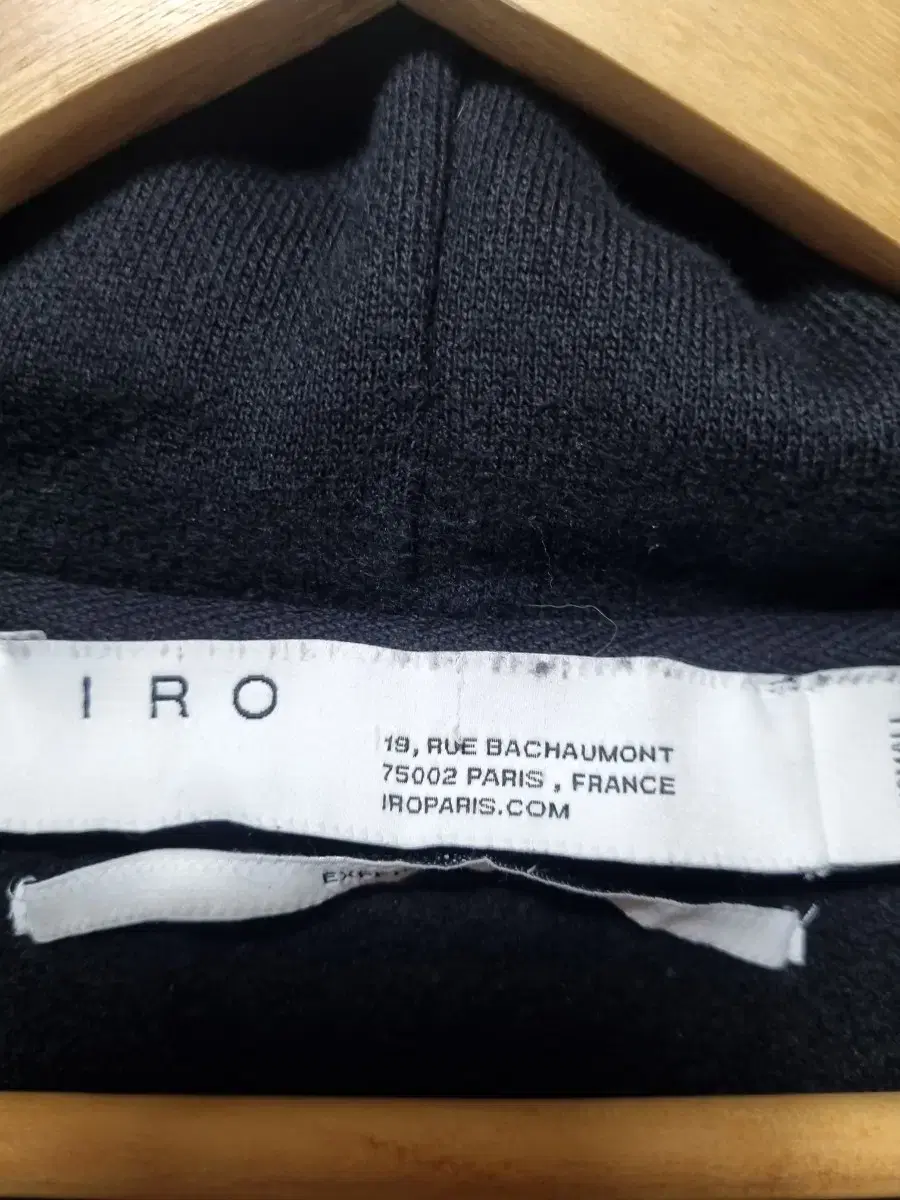 IRO
19, RUE BACHAUMONT
75002 PARIS , FRANCE
IROPARIS.COM